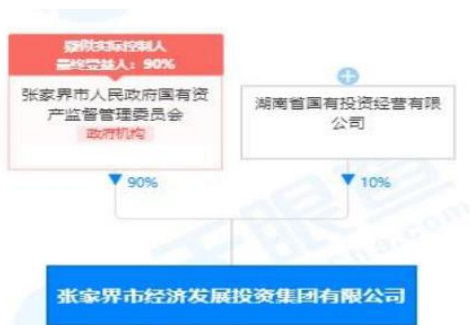 疑似实际控制人
最终受益人：90%
张家界市人民政府国有资
产监督管理委员会
政府机构
湖南省国有投资经营有限
公司
90%
10%
张家界市经济发展投资集团有限公司